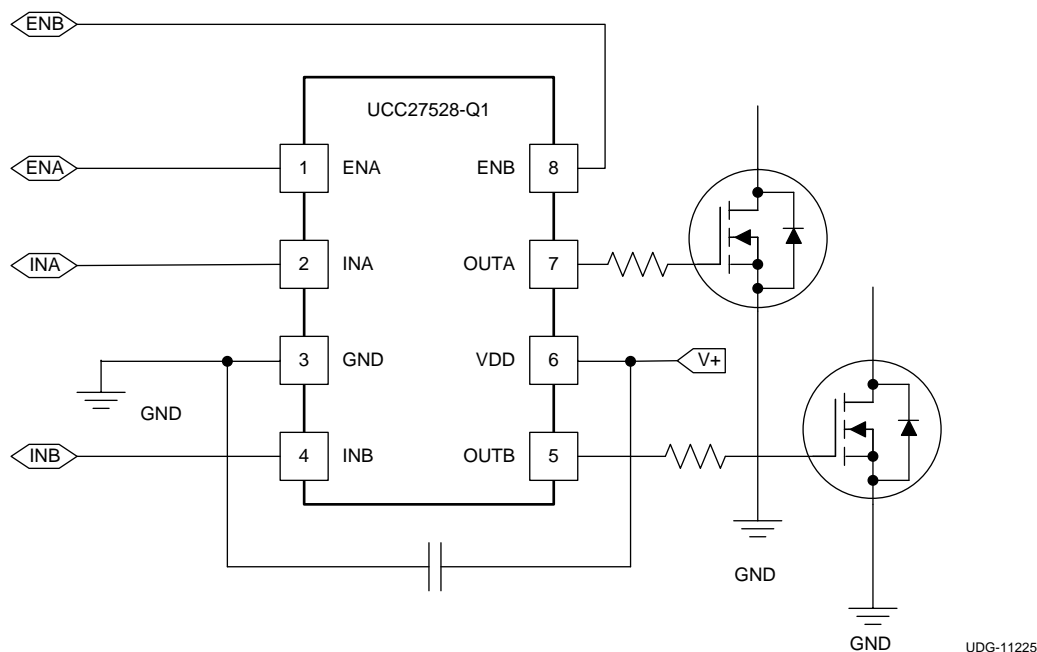 ENB
UCC27528-Q1
ENA
1
ENA
ENB
8
INA
2
INA
OUTA
7
3
GND
VDD
6
V+
GND
INB
4
INB
OUTB
5
GND
GND
UDG-11225